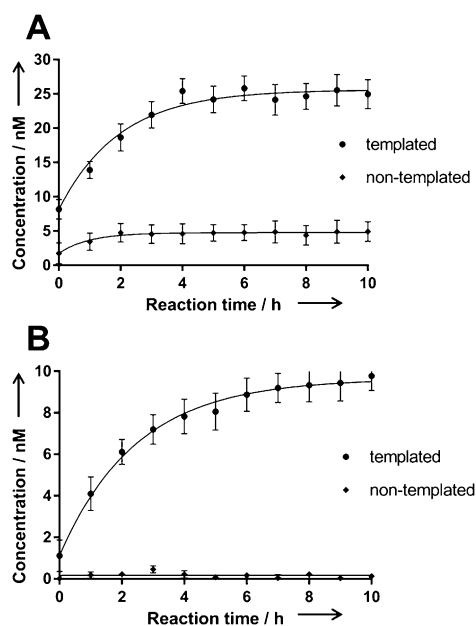 A
Concentration / nM
30
25
20
15
10
5
0
templated
non-templated
0 2 4 6 8 10
Reaction time / h
B
Concentration / nM
10
8
6
4
2
0
templated
non-templated
0 2 4 6 8 10
Reaction time / h